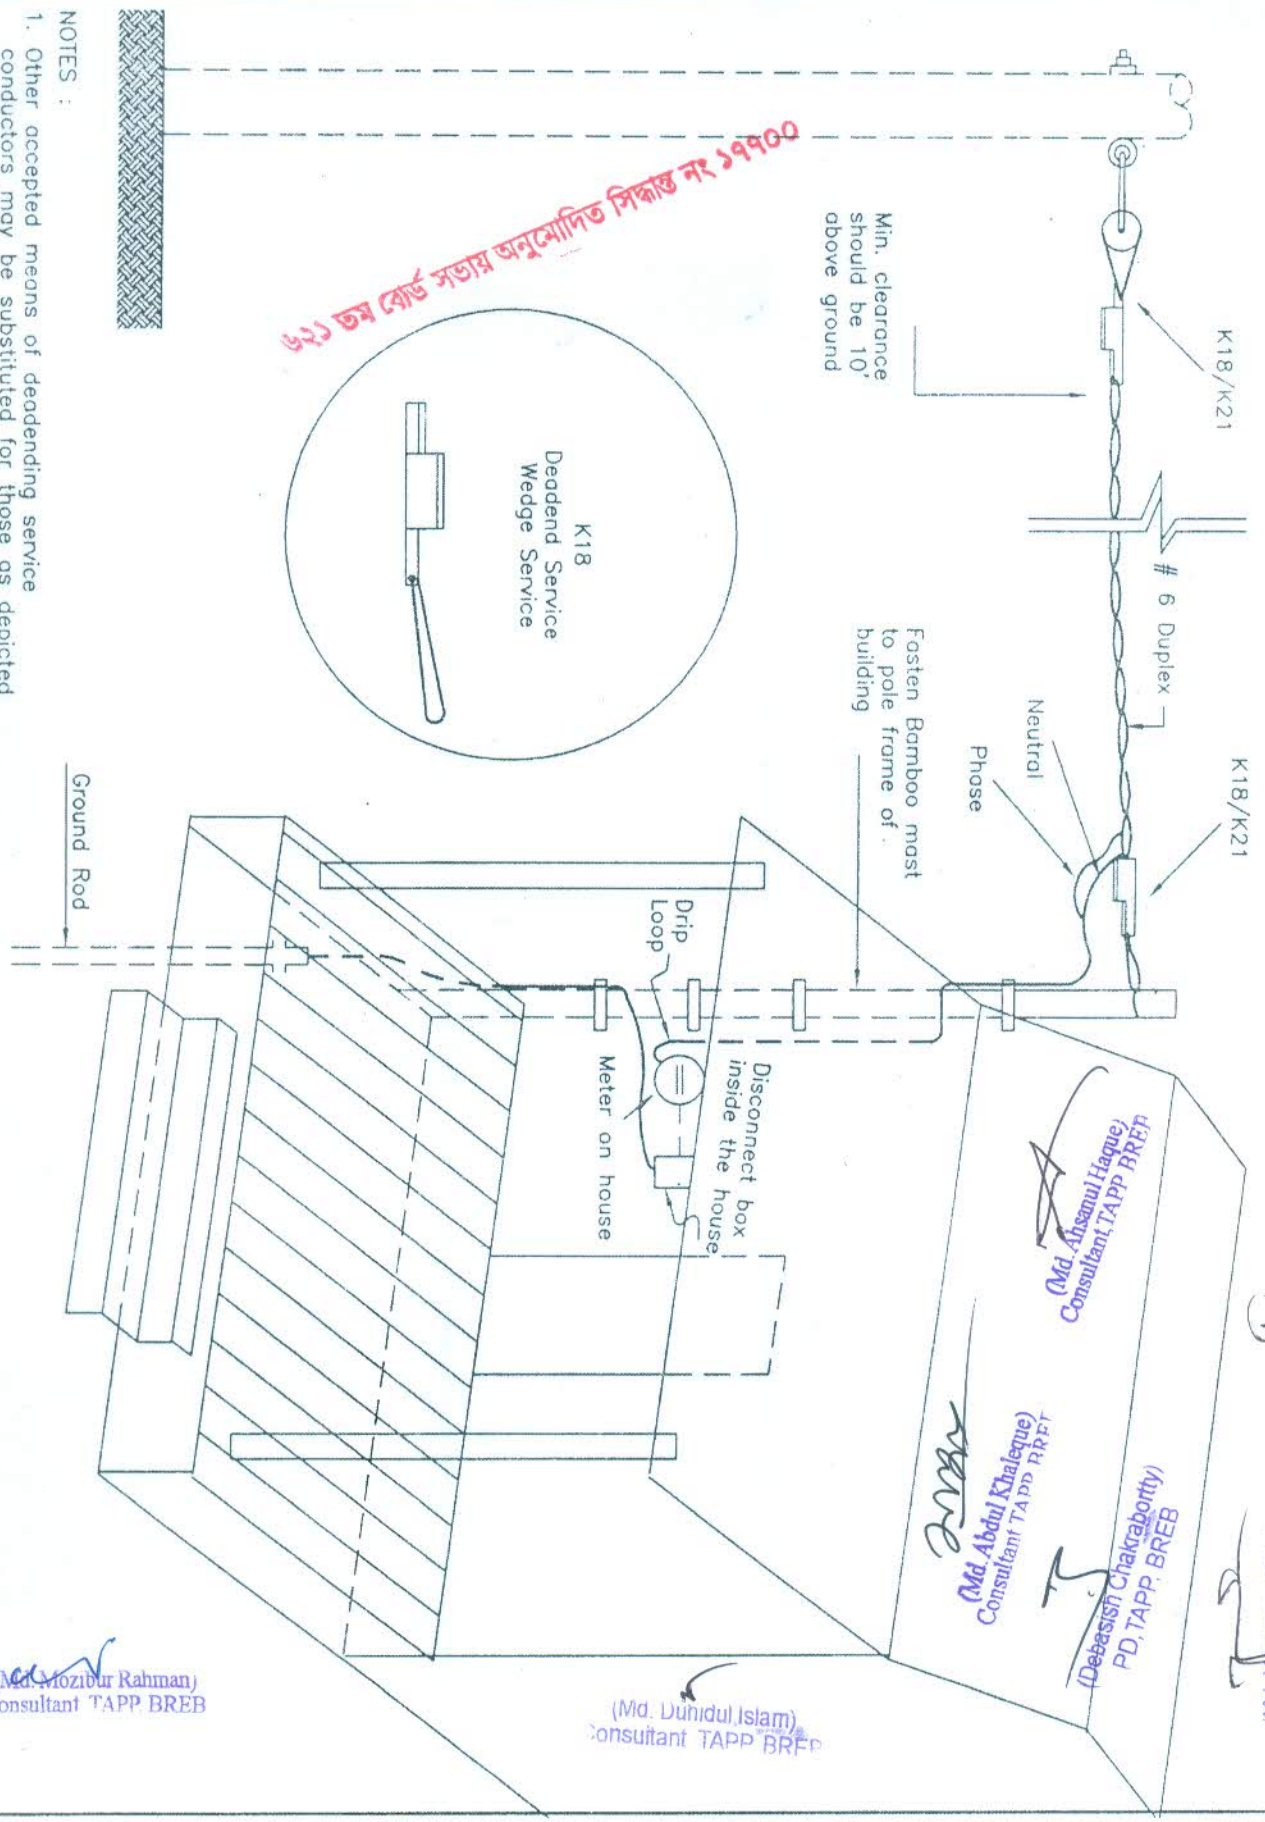 K18/K21
# 6 Duplex
K18/K21
Neutral
Phase
Min. clearance
should be 10'
above ground
Fasten Bamboo mast
to pole frame of
building
৬২১ তম বোর্ড সভায় অনুমোদিত সিদ্ধান্ত নং ১৭৭০০
K18
Deadend Service
Wedge Service
Drip
Loop
Disconnect box
inside the house
Meter on house
Ground Rod
NOTES :
1. Other accepted means of deadending service
conductors may be substituted for those as depicted
(Md. Ahsanul Haque)
Consultant TAPP BREB
(Md. Abdul Khaleque)
Consultant TAPP BREB
(Debasish Chakrabortty)
PD, TAPP, BREB
Md. Mozibur Rahman)
onsultant TAPP BREB
(Md. Duhidul Islam)
Consultant TAPP BREB